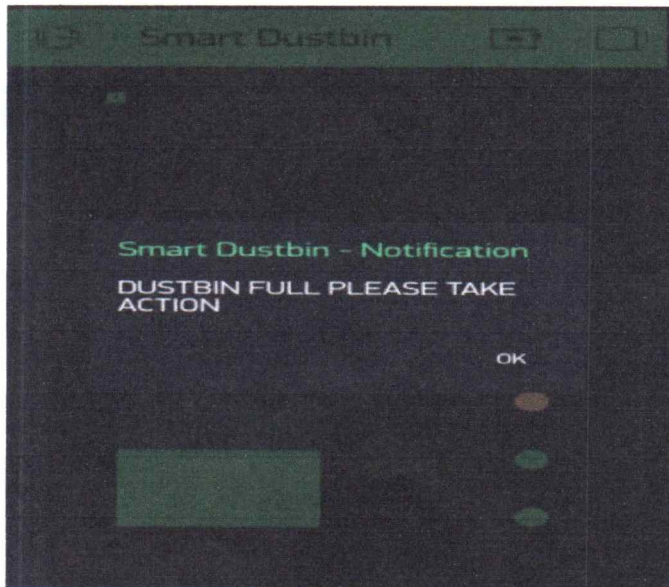 Smart Dustbin
Smart Dustbin - Notification
DUSTBIN FULL PLEASE TAKE
ACTION
OK